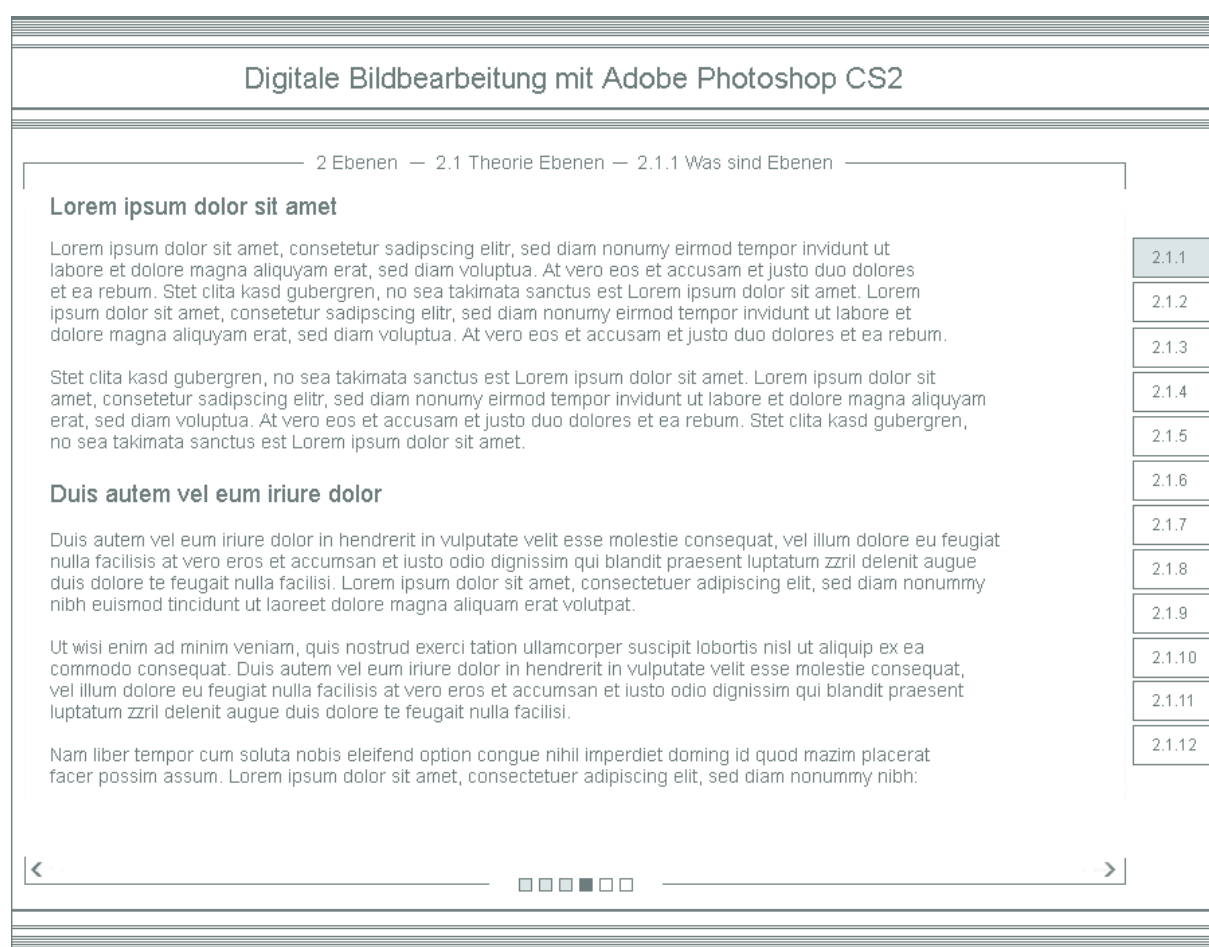 Digitale Bildbearbeitung mit Adobe Photoshop CS2
2 Ebenen — 2.1 Theorie Ebenen — 2.1.1 Was sind Ebenen
Lorem ipsum dolor sit amet
Lorem ipsum dolor sit amet, consetetur sadipscing elitr, sed diam nonumy eirmod tempor invidunt ut
labore et dolore magna aliquyam erat, sed diam voluptua. At vero eos et accusam et justo duo dolores
et ea rebum. Stet clita kasd gubergren, no sea takimata sanctus est Lorem ipsum dolor sit amet. Lorem
ipsum dolor sit amet, consetetur sadipscing elitr, sed diam nonumy eirmod tempor invidunt ut labore et
dolore magna aliquyam erat, sed diam voluptua. At vero eos et accusam et justo duo dolores et ea rebum.
Stet clita kasd gubergren, no sea takimata sanctus est Lorem ipsum dolor sit amet. Lorem ipsum dolor sit
amet, consetetur sadipscing elitr, sed diam nonumy eirmod tempor invidunt ut labore et dolore magna aliquyam
erat, sed diam voluptua. At vero eos et accusam et justo duo dolores et ea rebum. Stet clita kasd gubergren,
no sea takimata sanctus est Lorem ipsum dolor sit amet.
Duis autem vel eum iriure dolor
Duis autem vel eum iriure dolor in hendrerit in vulputate velit esse molestie consequat, vel illum dolore eu feugiat
nulla facilisis at vero eros et accumsan et iusto odio dignissim qui blandit praesent luptatum zzril delenit augue
duis dolore te feugait nulla facilisi. Lorem ipsum dolor sit amet, consectetuer adipiscing elit, sed diam nonummy
nibh euismod tincidunt ut laoreet dolore magna aliquam erat volutpat.
Ut wisi enim ad minim veniam, quis nostrud exerci tation ullamcorper suscipit lobortis nisl ut aliquip ex ea
commodo consequat. Duis autem vel eum iriure dolor in hendrerit in vulputate velit esse molestie consequat,
vel illum dolore eu feugiat nulla facilisis at vero eros et accumsan et iusto odio dignissim qui blandit praesent
luptatum zzril delenit augue duis dolore te feugait nulla facilisi.
Nam liber tempor cum soluta nobis eleifend option congue nihil imperdiet doming id quod mazim placerat
facer possim assum. Lorem ipsum dolor sit amet, consectetuer adipiscing elit, sed diam nonummy nibh:
2.1.1
2.1.2
2.1.3
2.1.4
2.1.5
2.1.6
2.1.7
2.1.8
2.1.9
2.1.10
2.1.11
2.1.12